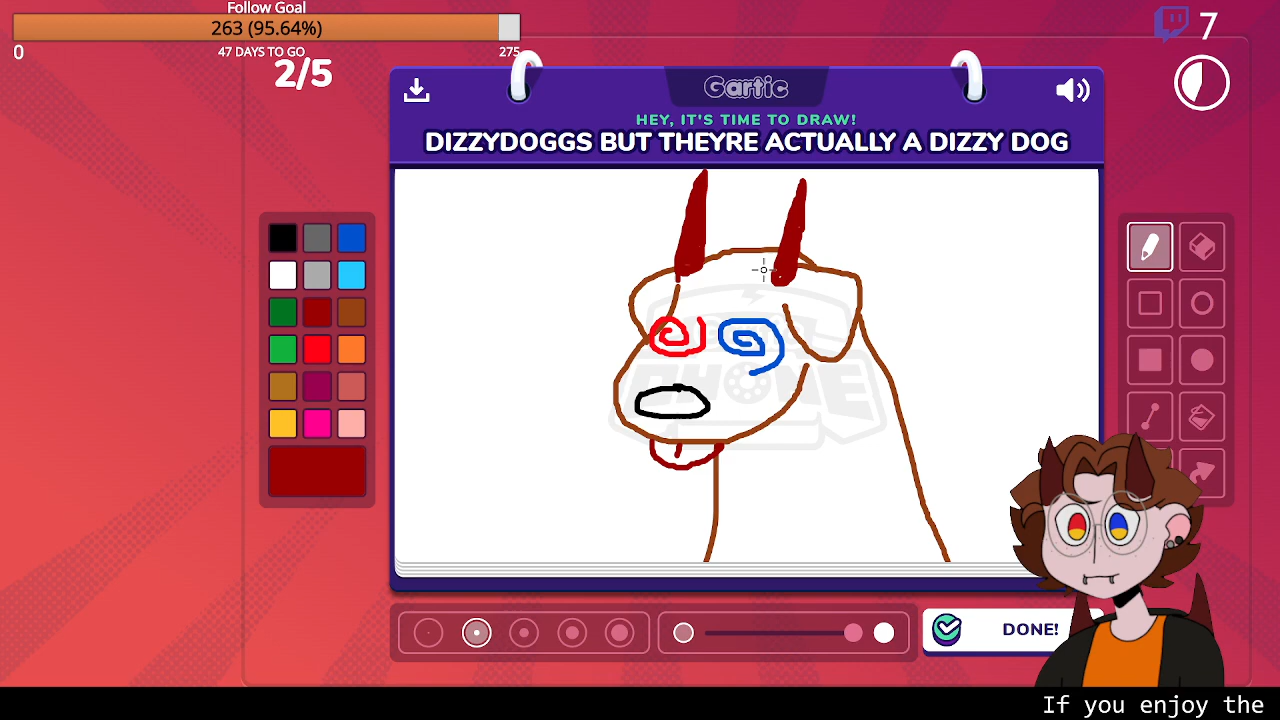 Follow Goal
263 (95.64%)
0
47 DAYS TO GO
275
2/5
7
Gartic
HEY, IT'S TIME TO DRAW!
DIZZYDOGGS BUT THEYRE ACTUALLY A DIZZY DOG
PHONE
DONE!
If you enjoy the